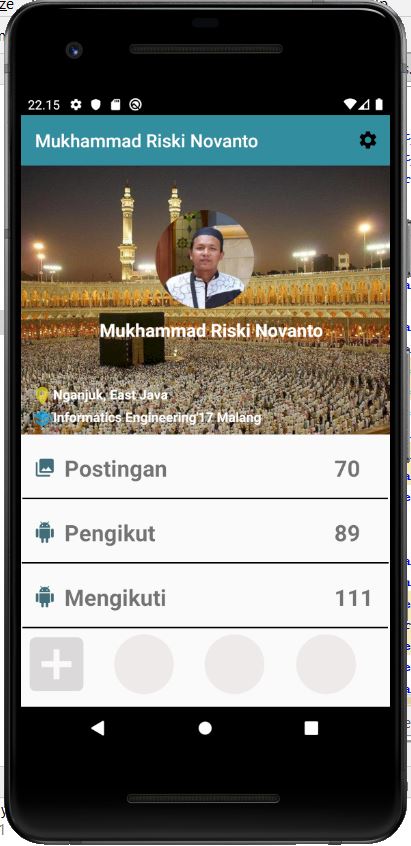 22.15
Mukhammad Riski Novanto
Mukhammad Riski Novanto
Nganjuk, East Java
Informatics Engineering'17 Malang
Postingan 70
Pengikut 89
Mengikuti 111